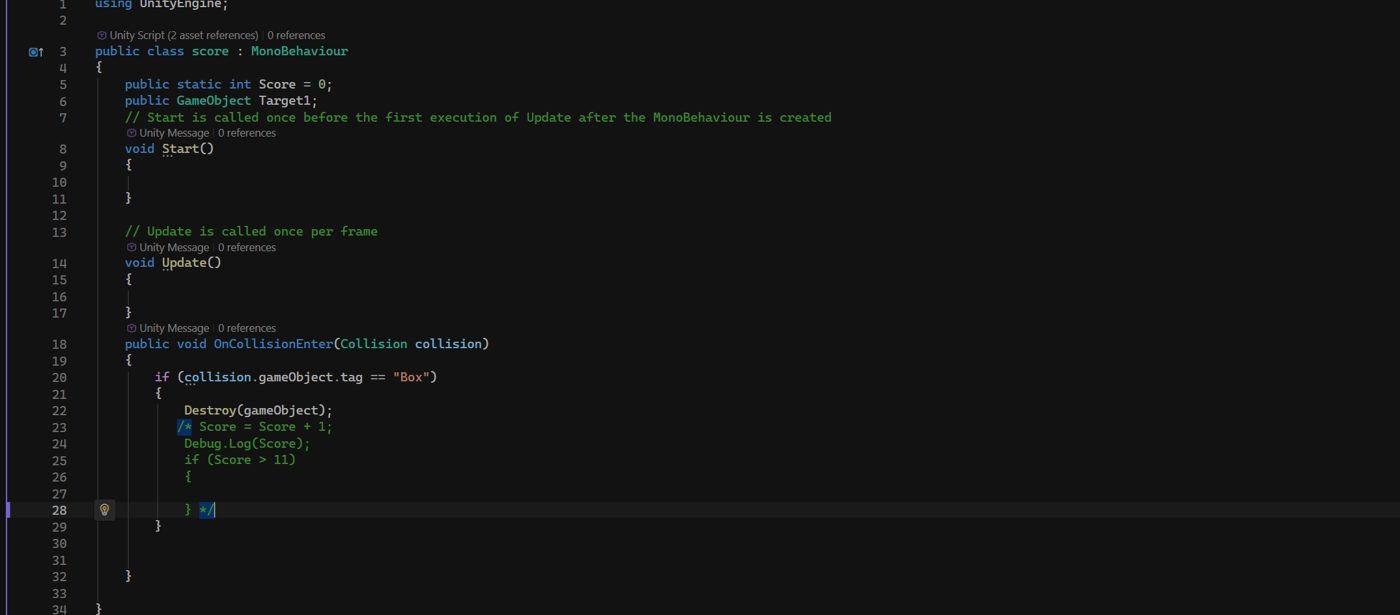 1 using UnityEngine;
2
Unity Script (2 asset references) | 0 references
3 public class score : MonoBehaviour
4 {
5 public static int Score = 0;
6 public GameObject Target1;
7 // Start is called once before the first execution of Update after the MonoBehaviour is created
Unity Message | 0 references
8 void Start()
9 {
10
11 }
12
13 // Update is called once per frame
Unity Message | 0 references
14 void Update()
15 {
16
17 }
Unity Message | 0 references
18 public void OnCollisionEnter(Collision collision)
19 {
20 if (collision.gameObject.tag == "Box")
21 {
22 Destroy(gameObject);
23 /* Score = Score + 1;
24 Debug.Log(Score);
25 if (Score > 11)
26 {
27
28 } */
29 }
30
31
32 }
33
34 }